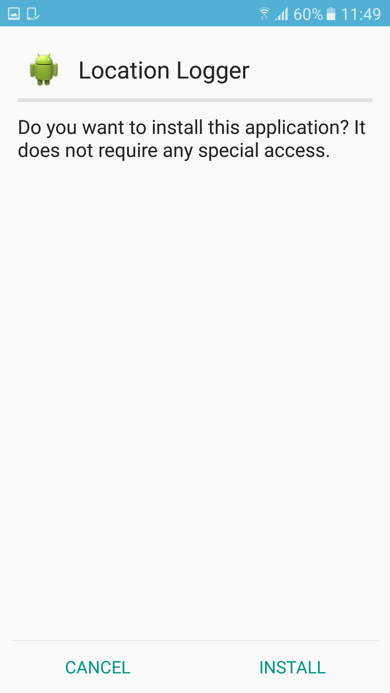 60% 11:49
Location Logger
Do you want to install this application? It
does not require any special access.
CANCEL INSTALL